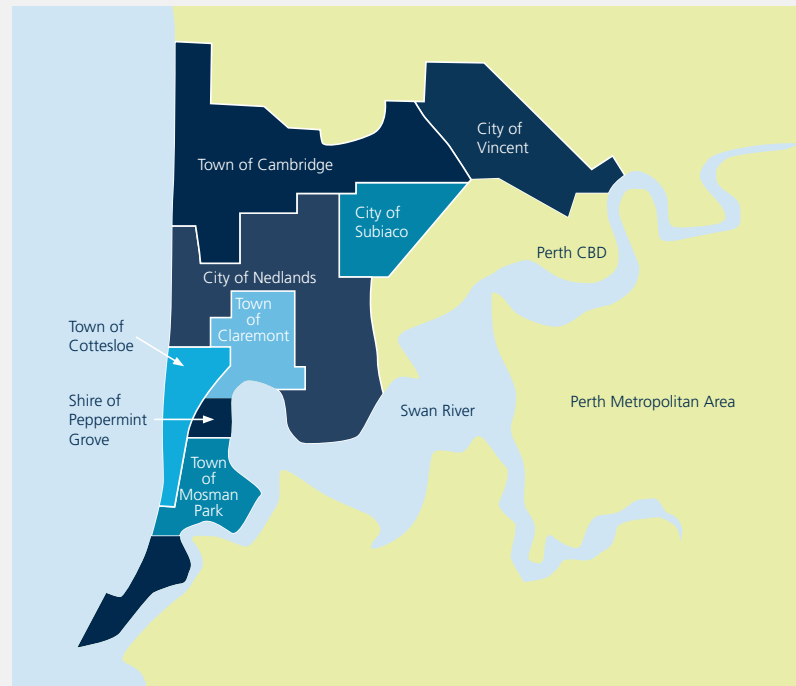 City of
Vincent
Town of Cambridge
City of
Subiaco
Perth CBD
City of Nedlands
Town
of
Claremont
Town of
Cottesloe
Shire of
Peppermint
Grove
Swan River
Perth Metropolitan Area
Town
of
Mosman
Park